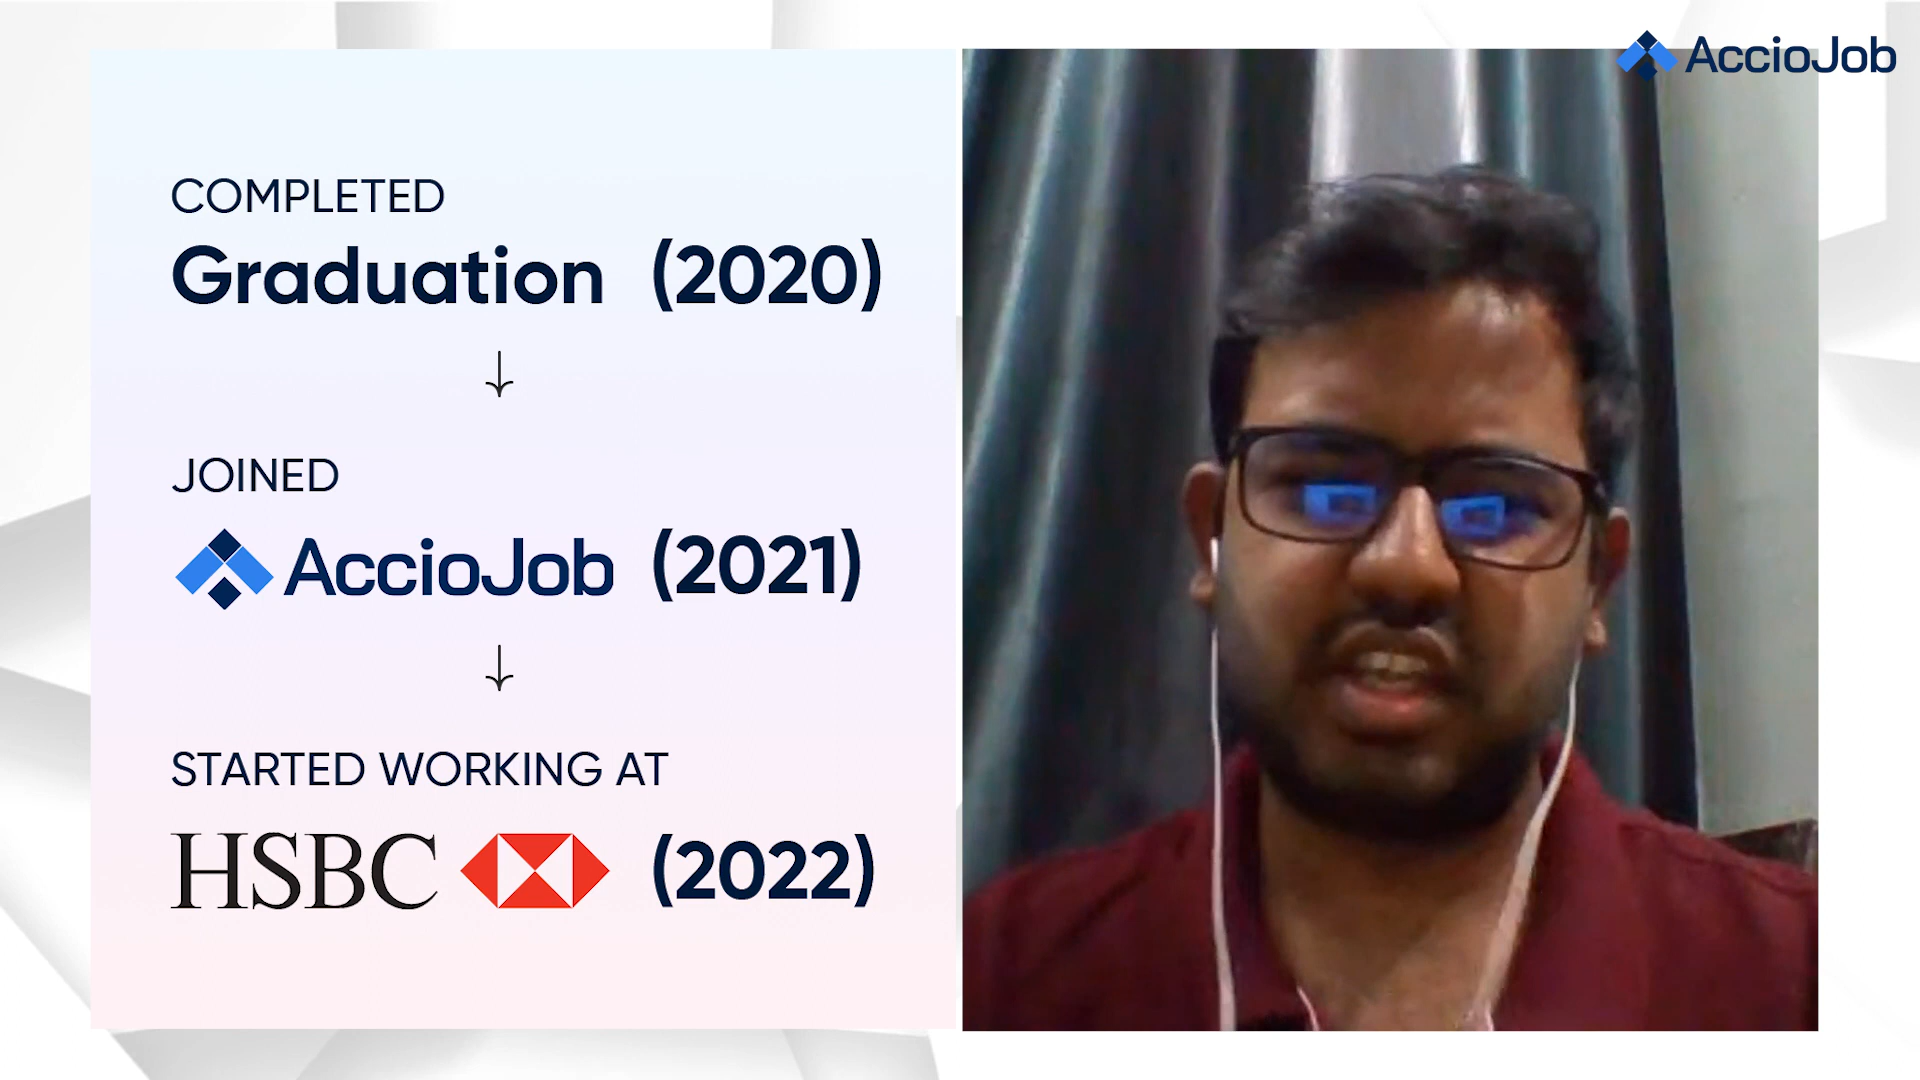 AccioJob
COMPLETED
Graduation (2020)
↓
JOINED
AccioJob (2021)
↓
STARTED WORKING AT
HSBC (2022)